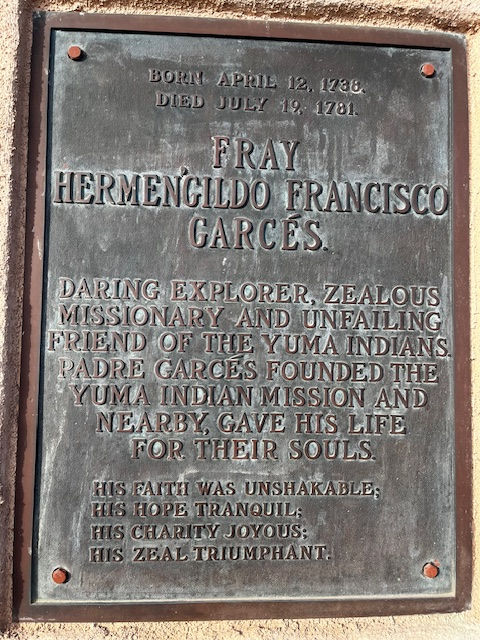 BORN APRIL 12, 1738.
DIED JULY 19, 1781.
FRAY
HERMENGILDO FRANCISCO
GARCÉS.
DARING EXPLORER, ZEALOUS
MISSIONARY AND UNFAILING
FRIEND OF THE YUMA INDIANS.
PADRE GARCÉS FOUNDED THE
YUMA INDIAN MISSION AND
NEARBY, GAVE HIS LIFE
FOR THEIR SOULS.
HIS FAITH WAS UNSHAKABLE;
HIS HOPE TRANQUIL;
HIS CHARITY JOYOUS;
HIS ZEAL TRIUMPHANT.